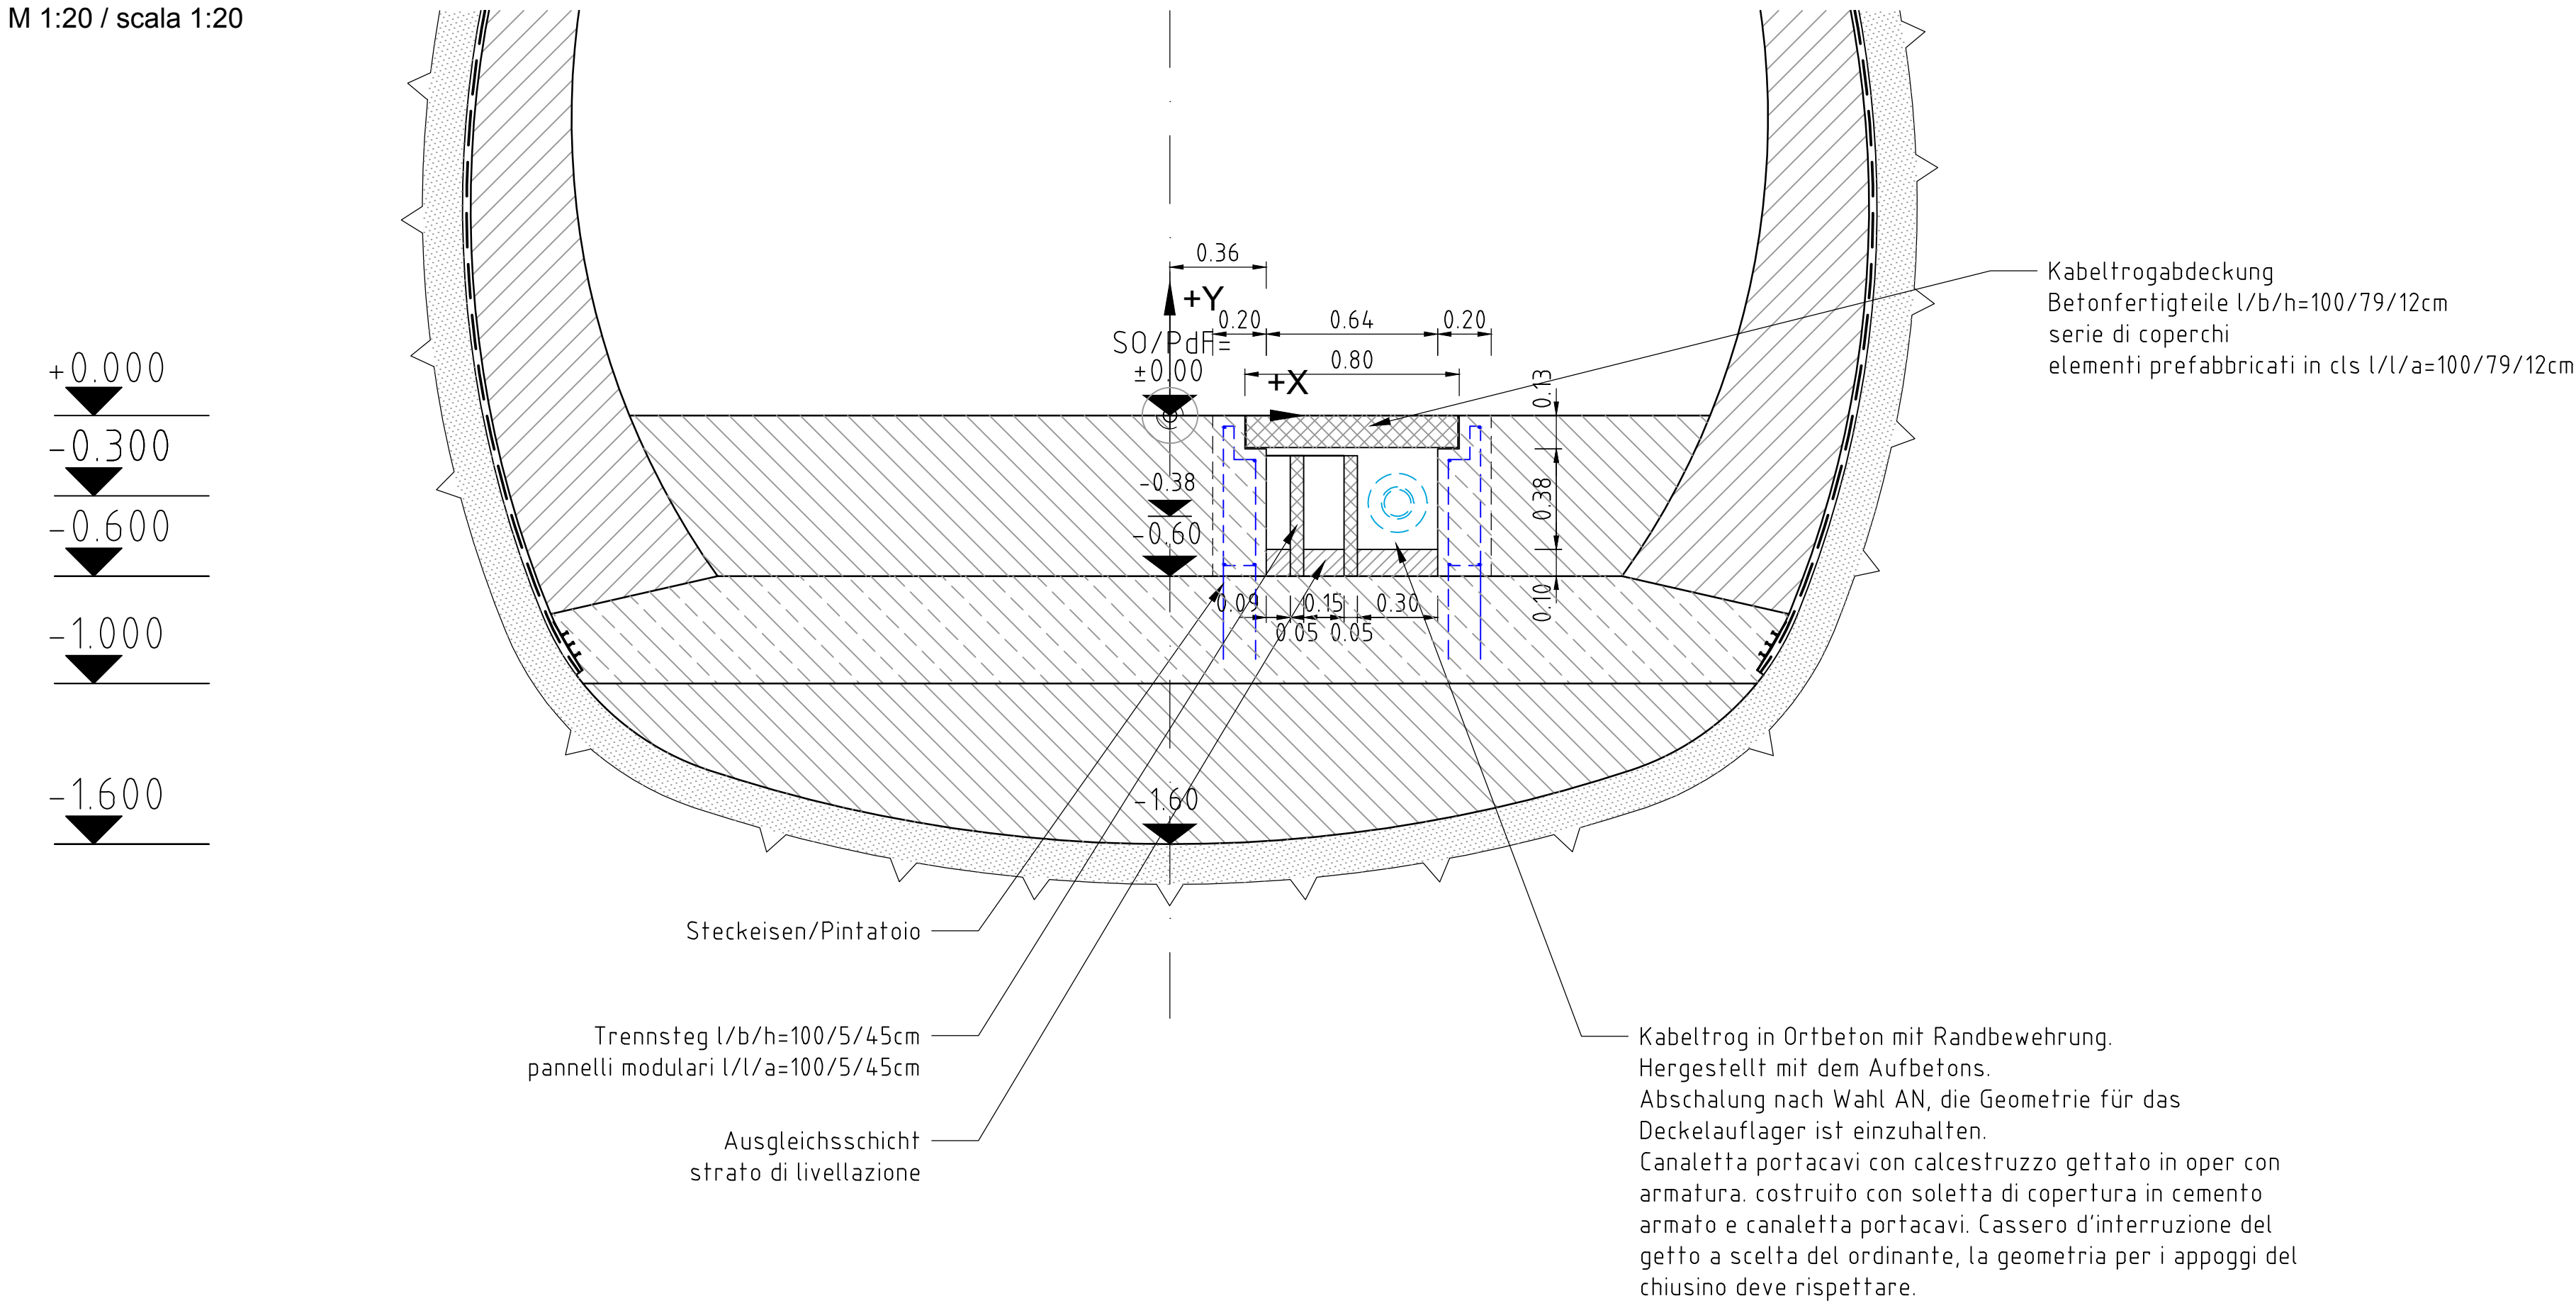 M 1:20 / scala 1:20
0.36
+Y
0.20
0.64
0.20
SO/PdF=
±0.00
0.80
+X
0.13
Kabeltrogabdeckung
Betonfertigteile l/b/h=100/79/12cm
serie di coperchi
elementi prefabbricati in cls l/l/a=100/79/12cm
+0.000
-0.300
-0.600
-1.000
-1.600
-0.38
-0.60
0.38
0.10
0.09
0.15
0.30
0.05
0.05
-1.60
Steckeisen/Pintatoio
Trennsteg l/b/h=100/5/45cm
pannelli modulari l/l/a=100/5/45cm
Ausgleichsschicht
strato di livellazione
Kabeltrog in Ortbeton mit Randbewehrung.
Hergestellt mit dem Aufbetons.
Abschalung nach Wahl AN, die Geometrie für das
Deckelauflager ist einzuhalten.
Canaletta portacavi con calcestruzzo gettato in oper con
armatura. costruito con soletta di copertura in cemento
armato e canaletta portacavi. Cassero d'interruzione del
getto a scelta del ordinante, la geometria per i appoggi del
chiusino deve rispettare.